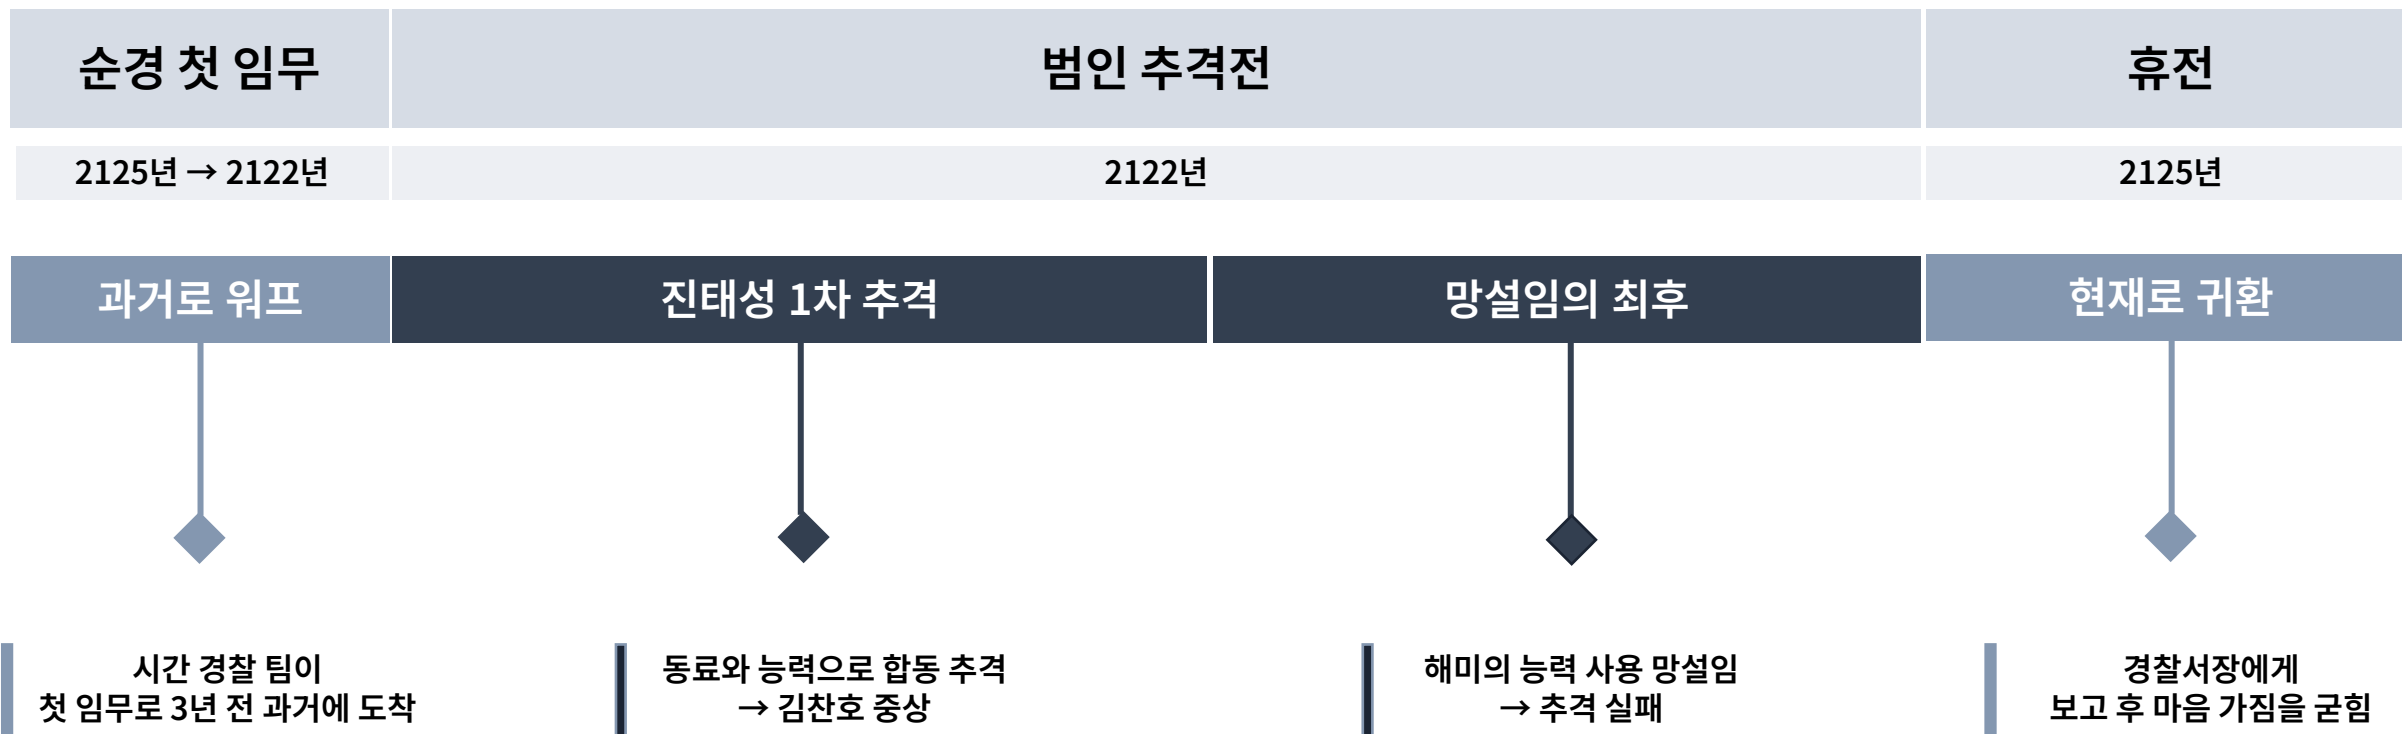 순경 첫 임무
범인 추격전
휴전
2125년 → 2122년
2122년
2125년
과거로 워프
진태성 1차 추격
망설임의 최후
현재로 귀환
시간 경찰 팀이
첫 임무로 3년 전 과거에 도착
동료와 능력으로 합동 추격
→ 김찬호 중상
해미의 능력 사용 망설임
→ 추격 실패
경찰서장에게
보고 후 마음 가짐을 굳힘